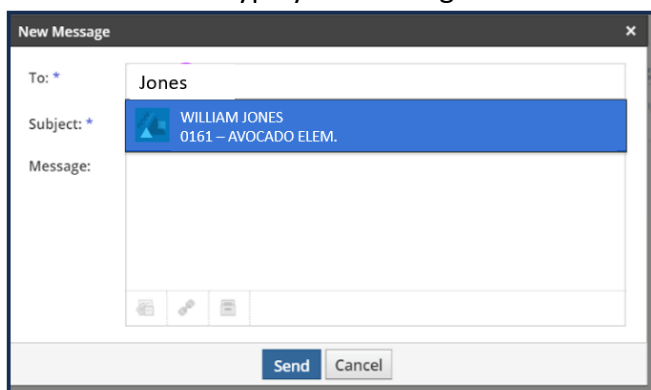 New Message ×
To: * Jones
WILLIAM JONES
Subject: *
0161 – AVOCADO ELEM.
Message:
Send Cancel